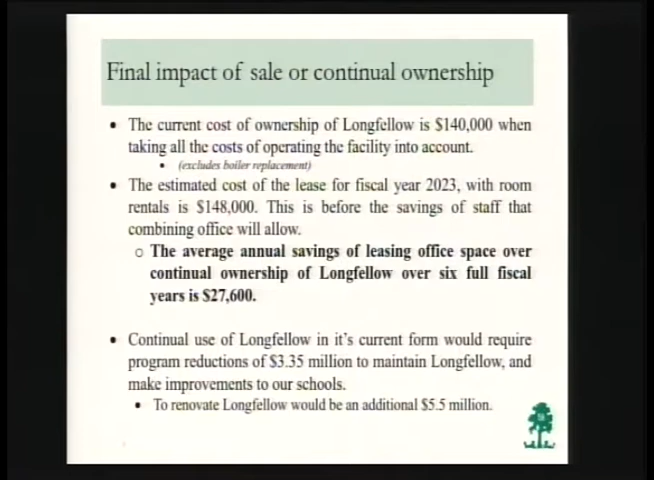 Final impact of sale or continual ownership
• The current cost of ownership of Longfellow is $140,000 when
taking all the costs of operating the facility into account.
• (excludes boiler replacement)
• The estimated cost of the lease for fiscal year 2023, with room
rentals is $148,000. This is before the savings of staff that
combining office will allow.
o The average annual savings of leasing office space over
continual ownership of Longfellow over six full fiscal
years is $27,600.
• Continual use of Longfellow in it's current form would require
program reductions of $3.35 million to maintain Longfellow, and
make improvements to our schools.
• To renovate Longfellow would be an additional $5.5 million.